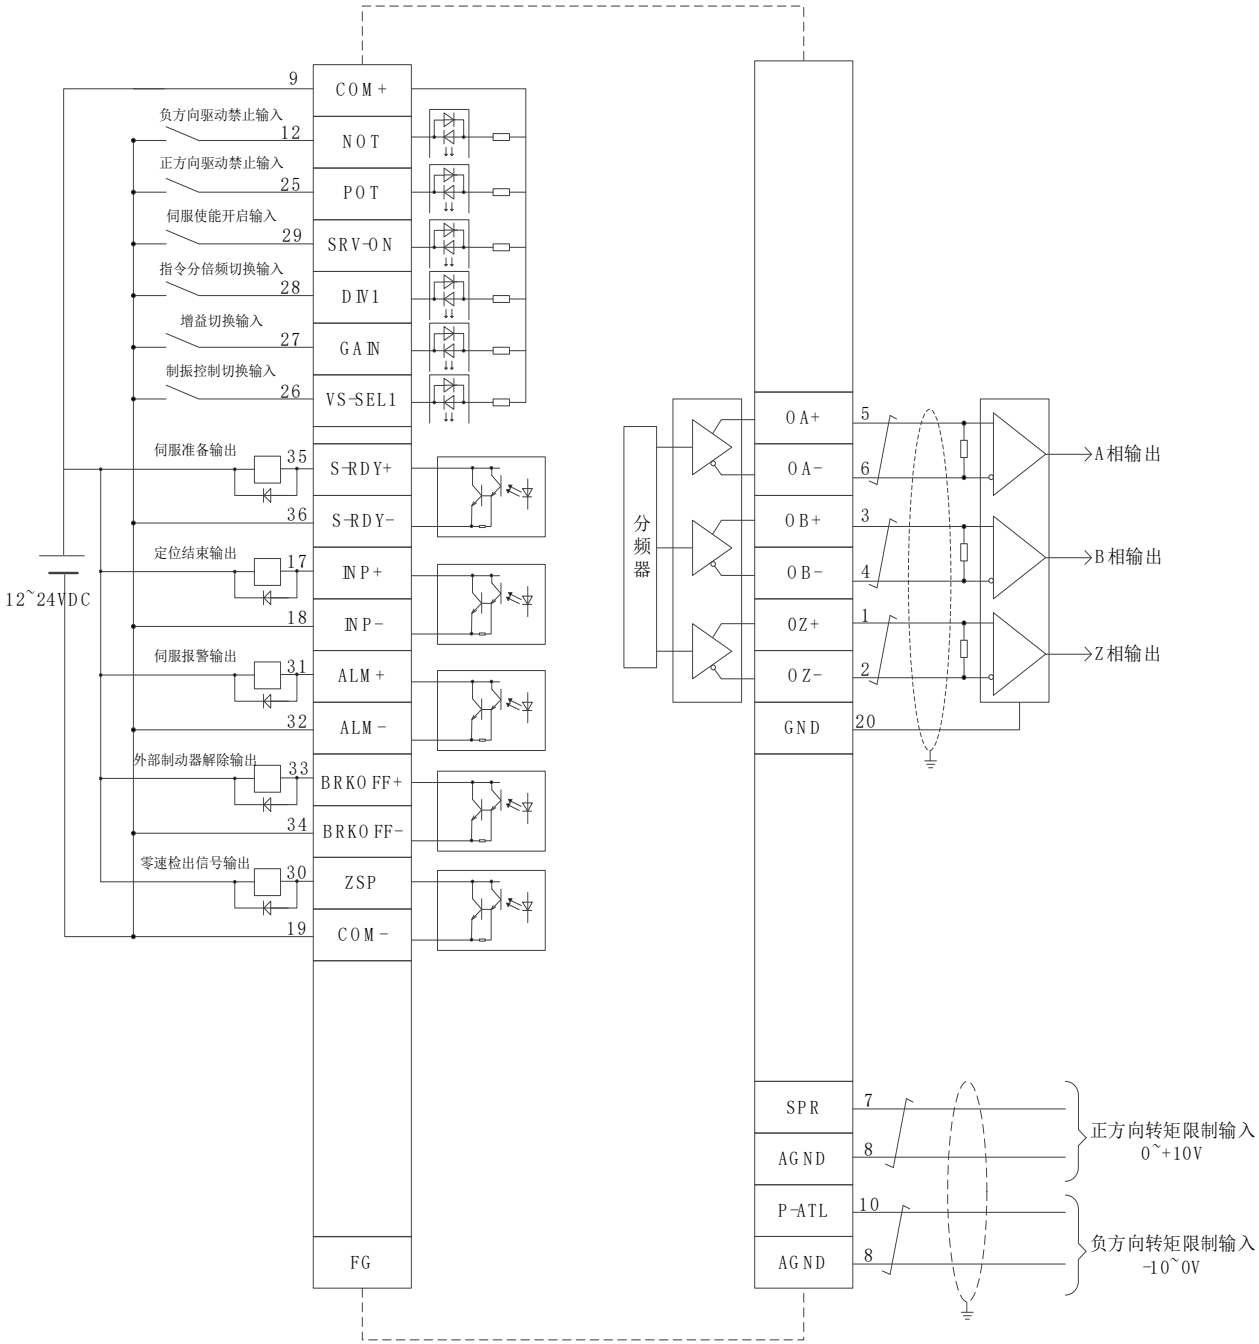 9
COM+
负方向驱动禁止输入
12
NOT
正方向驱动禁止输入
25
POT
伺服使能开启输入
29
SRV-ON
指令分倍频切换输入
28
DIV1
增益切换输入
27
GAIN
制振控制切换输入
26
VS-SEL1
伺服准备输出
35
S-RDY+
36
S-RDY-
定位结束输出
17
INP+
12~24VDC
18
INP-
伺服报警输出
31
ALM+
32
ALM-
外部制动器解除输出
33
BRKOFF+
34
BRKOFF-
零速检出信号输出
30
ZSP
19
COM-
FG
分频器
OA+
5
A相输出
OA-
6
OB+
3
B相输出
OB-
4
OZ+
1
Z相输出
OZ-
2
GND
20
SPR
7
正方向转矩限制输入
0~+10V
AGND
8
P-ATL
10
负方向转矩限制输入
-10~0V
AGND
8